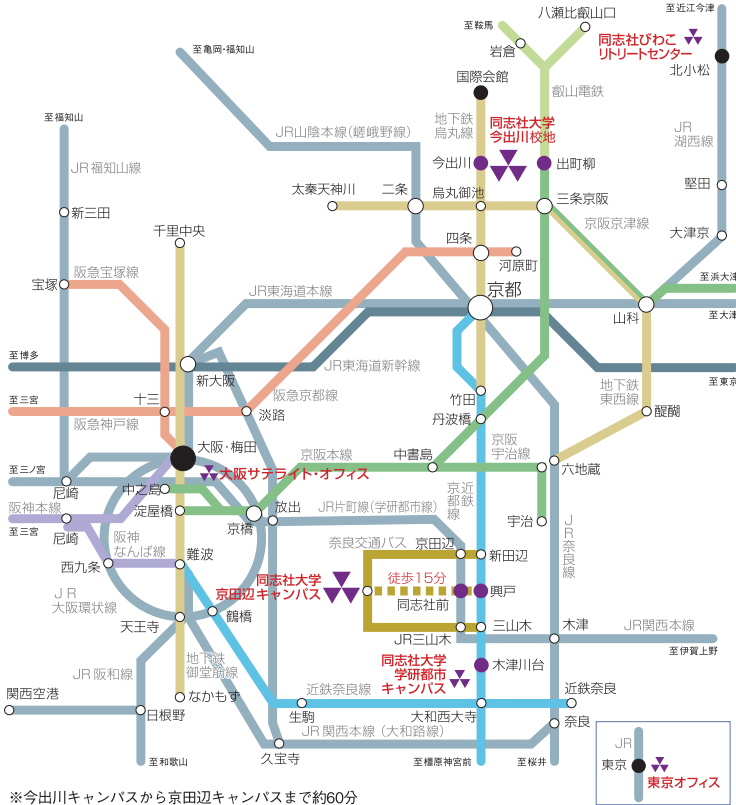 至近江今津
八瀬比叡山口
至鞍馬
同志社びわこ
リトリートセンター
岩倉
至亀岡・福知山
北小松
国際会館
叡山電鉄
至福知山
地下鉄
烏丸線
同志社大学
今出川校地
JR山陰本線(嵯峨野線)
JR
湖西線
今出川
出町柳
JR福知山線
堅田
太秦天神川
二条
烏丸御池
三条京阪
新三田
京阪京津線
大津京
千里中央
四条
河原町
宝塚
阪急宝塚線
至浜大津
JR東海道本線
京都
山科
至大津
至博多
新大阪
JR東海道新幹線
至東京
地下鉄
東西線
至三宮
十三
阪急京都線
淡路
竹田
醍醐
阪急神戸線
丹波橋
大阪・梅田
京阪本線
中書島
京阪
宇治線
六地蔵
至三ノ宮
大阪サテライト・オフィス
尼崎
中之島
近鉄
京都線
阪神本線
淀屋橋
京橋
放出
JR片町線(学研都市線)
宇治
至三宮
尼崎
阪神
なんば線
難波
奈良交通バス
京田辺
新田辺
JR奈良線
西九条
同志社大学
京田辺キャンパス
徒歩15分
興戸
同志社前
JR
大阪環状線
鶴橋
天王寺
三山木
木津
JR関西本線
JR三山木
至伊賀上野
地下鉄
御堂筋線
同志社大学
学研都市
キャンパス
木津川台
JR阪和線
関西空港
なかもず
近鉄奈良線
近鉄奈良
日根野
生駒
大和西大寺
奈良
JR関西本線(大和路線)
JR
至和歌山
久宝寺
至橿原神宮前
至桜井
東京
東京オフィス
※今出川キャンパスから京田辺キャンパスまで約60分